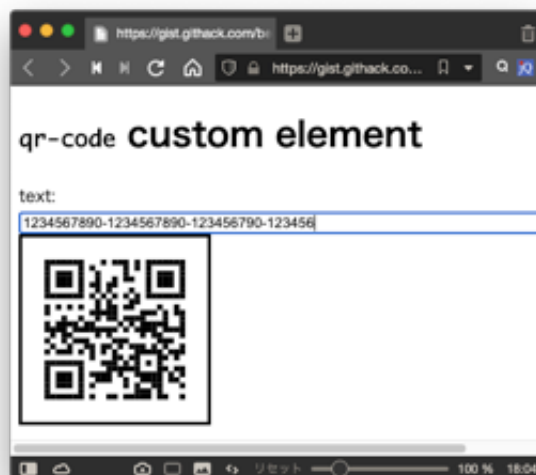 https://gist.githack.com/b
https://gist.githack.co...
qr-code custom element
text:
1234567890-1234567890-123456790-123456
リセット
100 %
18:04